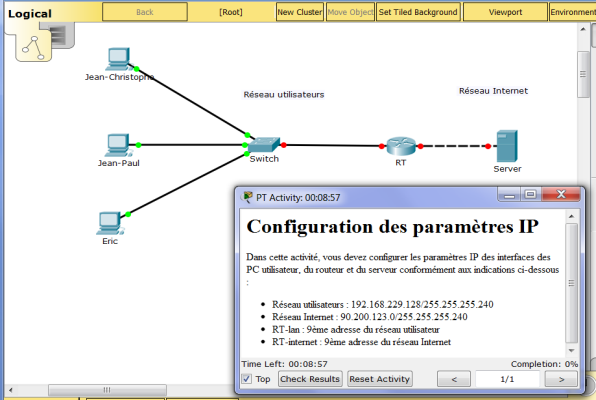 Logical
Back
[Root]
New Cluster
Move Object
Set Tiled Background
Viewport
Environment
Jean-Christophe
Réseau utilisateurs
Réseau Internet
Jean-Paul
Switch
RT
Server
Eric
PT Activity: 00:08:57
Configuration des paramètres IP
Dans cette activité, vous devez configurer les paramètres IP des interfaces des
PC utilisateur, du routeur et du serveur conformément aux indications ci-dessous
:
• Réseau utilisateurs : 192.168.229.128/255.255.255.240
• Réseau Internet : 90.200.123.0/255.255.255.240
• RT-lan : 9ème adresse du réseau utilisateur
• RT-internet : 9ème adresse du réseau Internet
Time Left: 00:08:57
Completion: 0%
Top
Check Results
Reset Activity
<
1/1
>